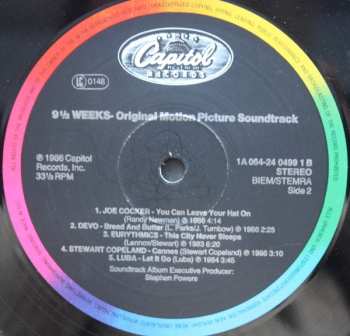 Capitol
RECORDS
LC 0148
9½ WEEKS- Original Motion Picture Soundtrack
℗ 1986 Capitol
Records, Inc.
33⅓ RPM
1A 064-24 0499 1 B
STEREO
BIEM/STEMRA
Side 2
1. JOE COCKER - You Can Leave Your Hat On
(Randy Newman) ℗ 1986 4:14
2. DEVO - Bread And Butter (L. Parks/J. Turnbow) ℗ 1986 2:25
3. EURYTHMICS - This City Never Sleeps
(Lennox/Stewart) ℗ 1983 6:20
4. STEWART COPELAND - Cannes (Stewart Copeland) ℗ 1986 3:10
5. LUBA - Let It Go (Luba) ℗ 1984 3:45
Soundtrack Album Executive Producer:
Stephen Powers